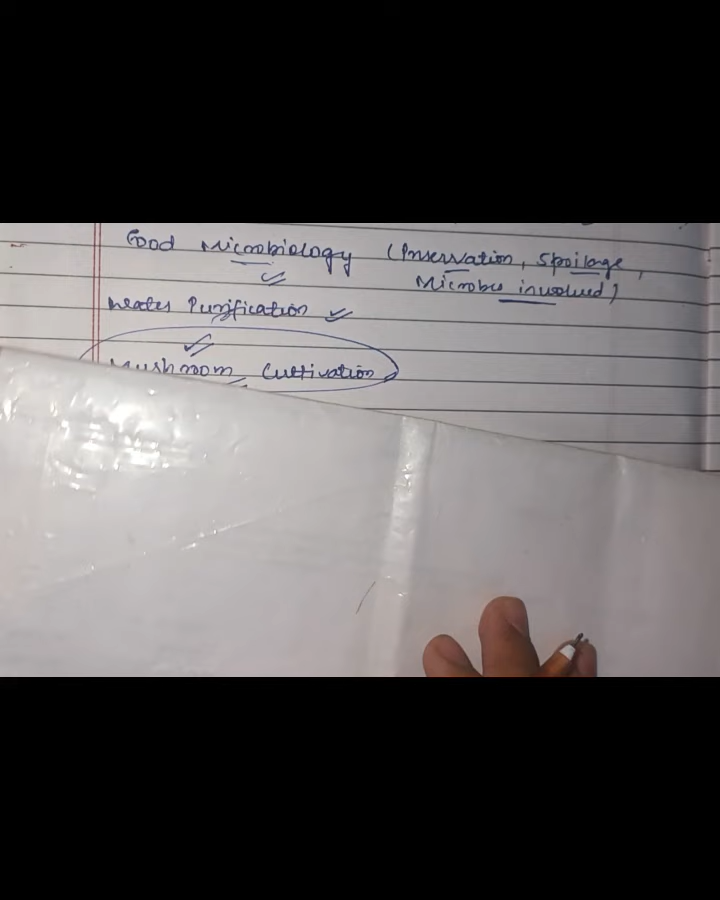 Food Microbiology (Preservation, Spoilage,
Microbes involved)
Water Purification
Mushroom Cultivation